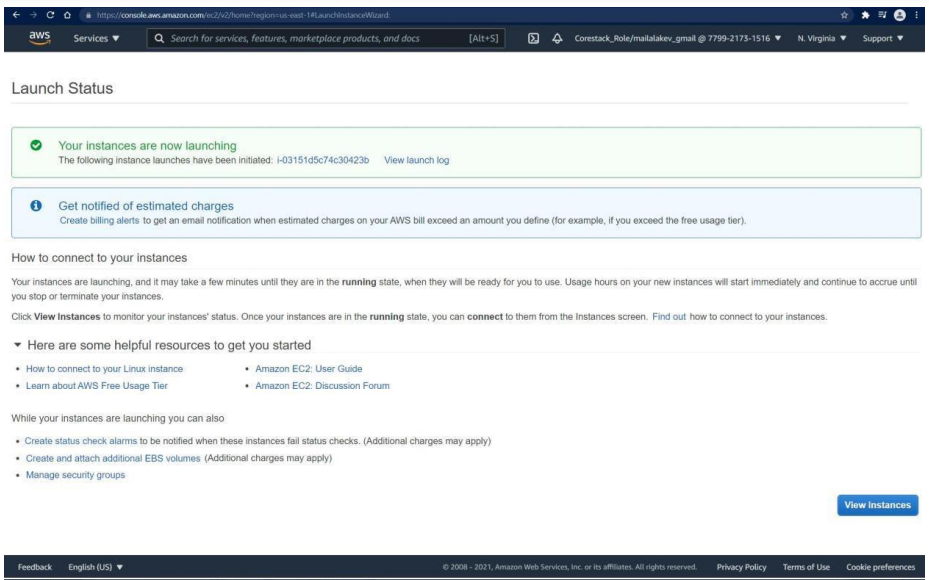 https://console.aws.amazon.com/ec2/v2/home?region=us-east-1#LaunchInstanceWizard:
aws Services ▼ Search for services, features, marketplace products, and docs [Alt+S] Corestack_Role/mailalakev_gmail @ 7799-2173-1516 ▼ N. Virginia ▼ Support ▼
Launch Status
Your instances are now launching
The following instance launches have been initiated: i-03151d5c74c30423b View launch log
Get notified of estimated charges
Create billing alerts to get an email notification when estimated charges on your AWS bill exceed an amount you define (for example, if you exceed the free usage tier).
How to connect to your instances
Your instances are launching, and it may take a few minutes until they are in the running state, when they will be ready for you to use. Usage hours on your new instances will start immediately and continue to accrue until
you stop or terminate your instances.
Click View Instances to monitor your instances' status. Once your instances are in the running state, you can connect to them from the Instances screen. Find out how to connect to your instances.
▼ Here are some helpful resources to get you started
• How to connect to your Linux instance • Amazon EC2: User Guide
• Learn about AWS Free Usage Tier • Amazon EC2: Discussion Forum
While your instances are launching you can also
• Create status check alarms to be notified when these instances fail status checks. (Additional charges may apply)
• Create and attach additional EBS volumes (Additional charges may apply)
• Manage security groups
View Instances
Feedback English (US) ▼ © 2008 - 2021, Amazon Web Services, Inc. or its affiliates. All rights reserved. Privacy Policy Terms of Use Cookie preferences